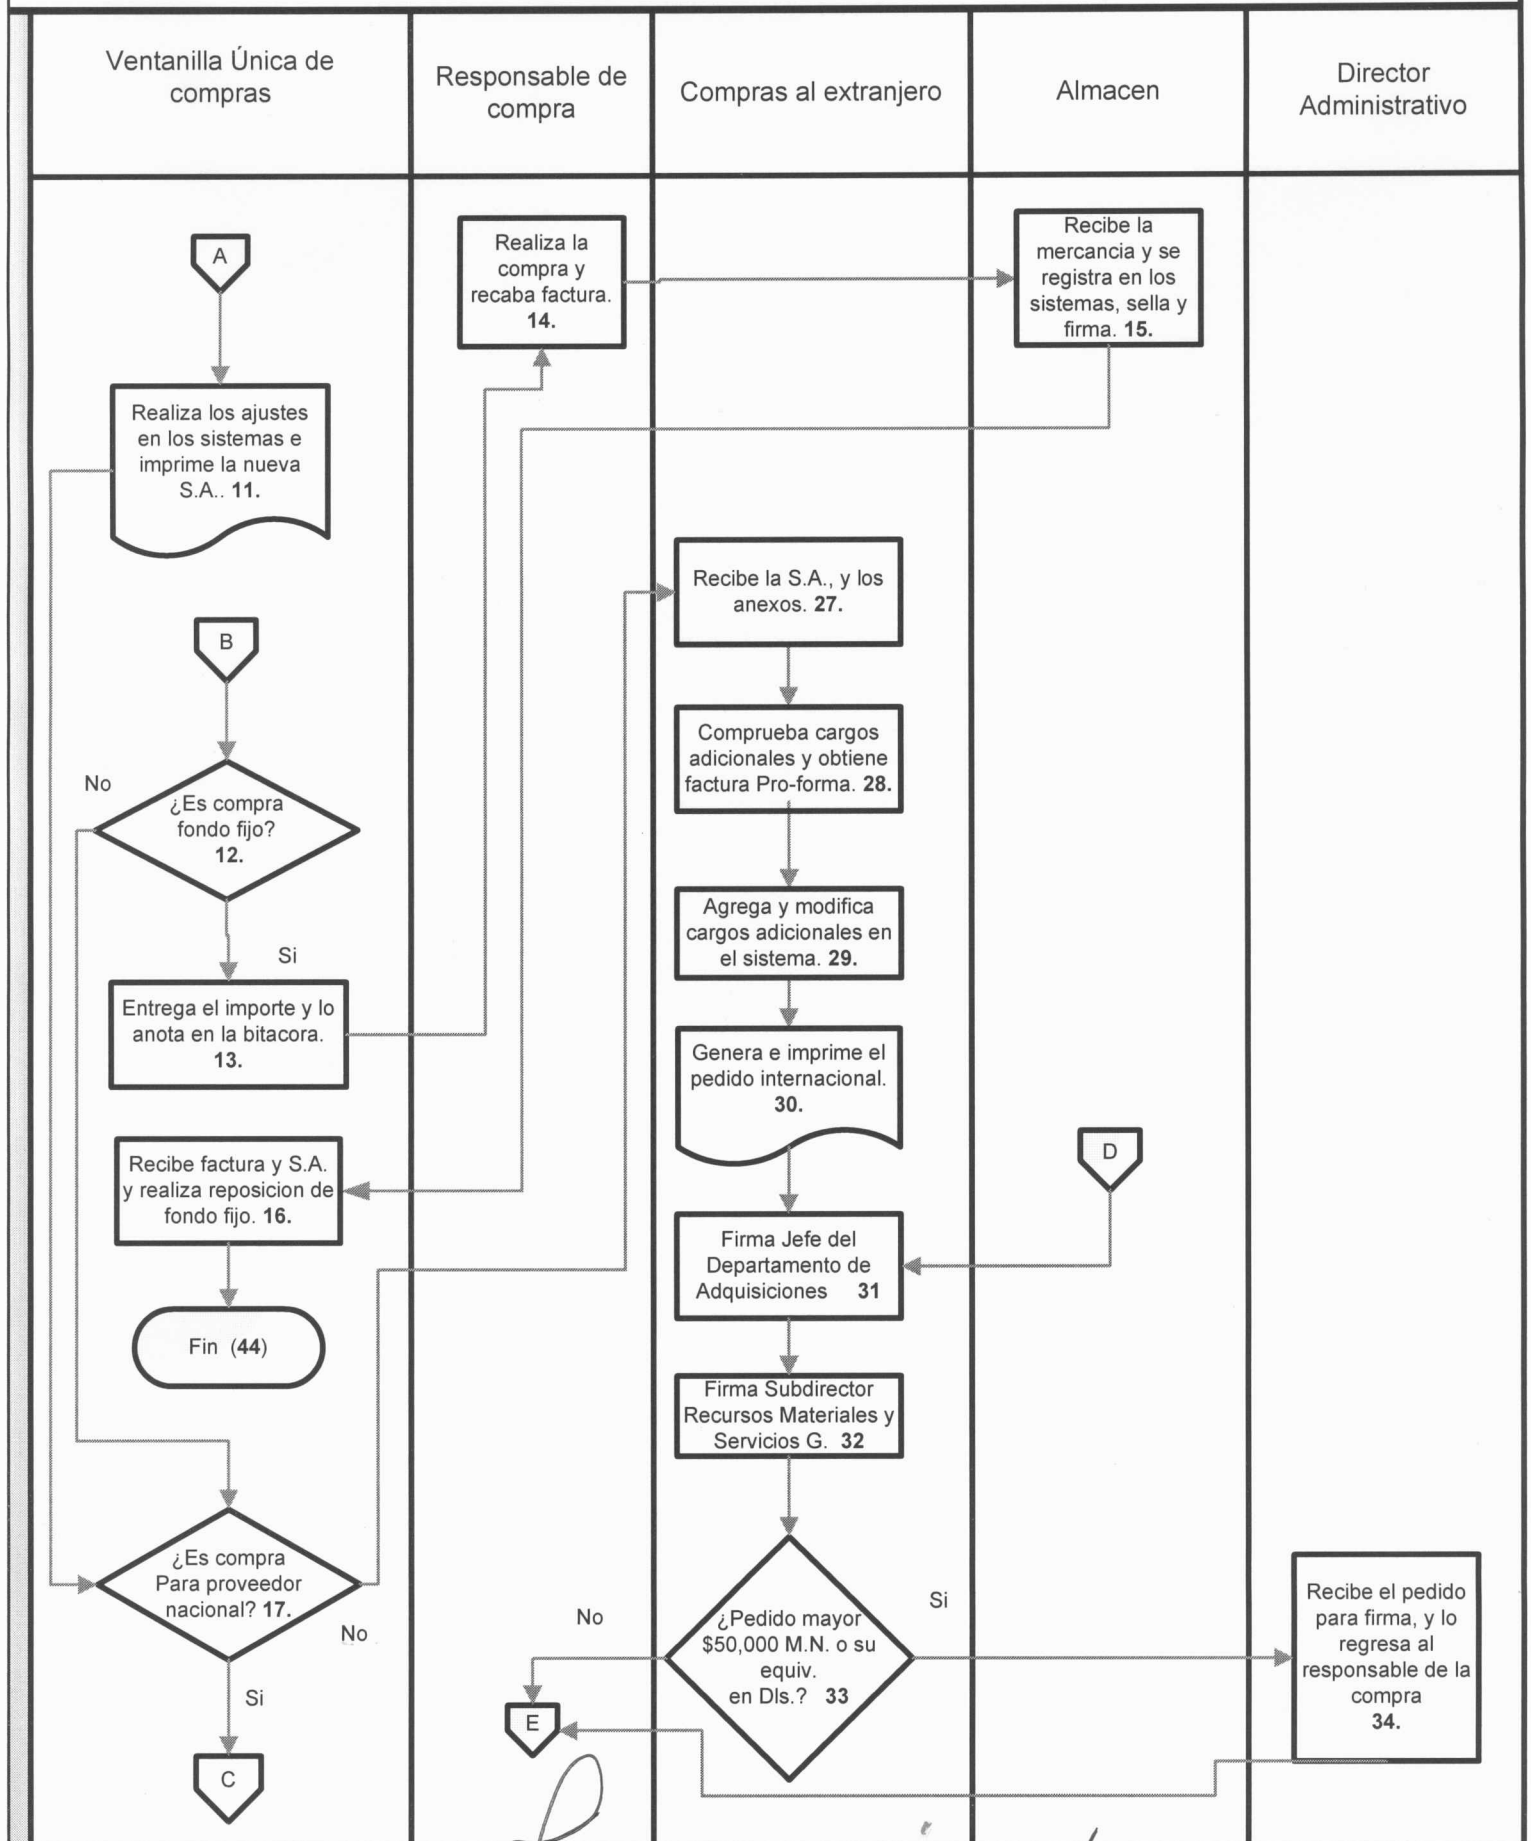 Ventanilla Única de
compras
Responsable de
compra
Compras al extranjero
Almacen
Director
Administrativo
A
Realiza los ajustes
en los sistemas e
imprime la nueva
S.A.. 11.
B
No
¿Es compra
fondo fijo?
12.
Si
Entrega el importe y lo
anota en la bitacora.
13.
Recibe factura y S.A.
y realiza reposicion de
fondo fijo. 16.
Fin (44)
¿Es compra
Para proveedor
nacional? 17.
No
Si
C
Realiza la
compra y
recaba factura.
14.
Recibe la
mercancia y se
registra en los
sistemas, sella y
firma. 15.
Recibe la S.A., y los
anexos. 27.
Comprueba cargos
adicionales y obtiene
factura Pro-forma. 28.
Agrega y modifica
cargos adicionales en
el sistema. 29.
Genera e imprime el
pedido internacional.
30.
D
Firma Jefe del
Departamento de
Adquisiciones 31
Firma Subdirector
Recursos Materiales y
Servicios G. 32
¿Pedido mayor
$50,000 M.N. o su
equiv.
en Dls.? 33
No
Si
E
Recibe el pedido
para firma, y lo
regresa al
responsable de la
compra
34.